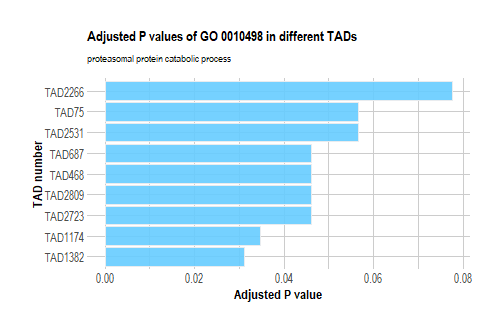 Adjusted P values of GO 0010498 in different TADs
proteasomal protein catabolic process
TAD number
TAD2266
TAD75
TAD2531
TAD687
TAD468
TAD2809
TAD2723
TAD1174
TAD1382
0.00 0.02 0.04 0.06 0.08
Adjusted P value